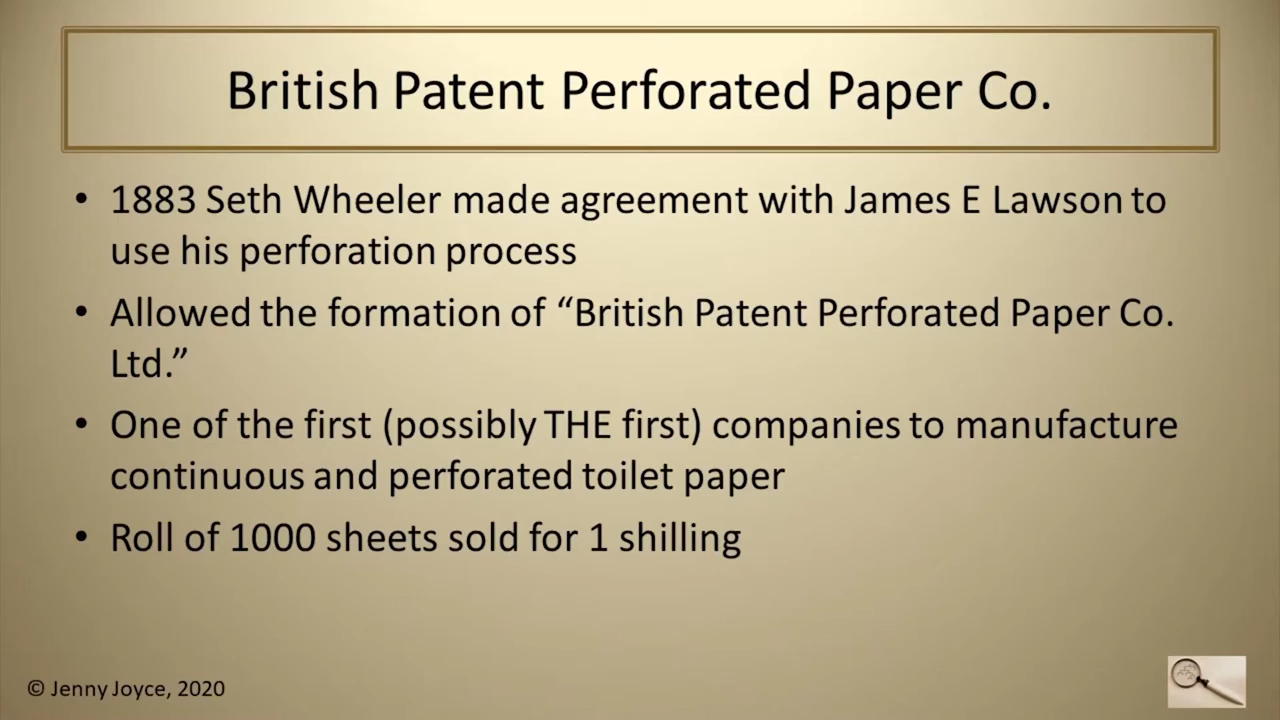 British Patent Perforated Paper Co.
• 1883 Seth Wheeler made agreement with James E Lawson to
use his perforation process
• Allowed the formation of “British Patent Perforated Paper Co.
Ltd.”
• One of the first (possibly THE first) companies to manufacture
continuous and perforated toilet paper
• Roll of 1000 sheets sold for 1 shilling
© Jenny Joyce, 2020